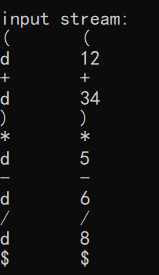 input stream:
( (
d 12
+ +
d 34
) )
* *
d 5
- -
d 6
/ /
d 8
$ $